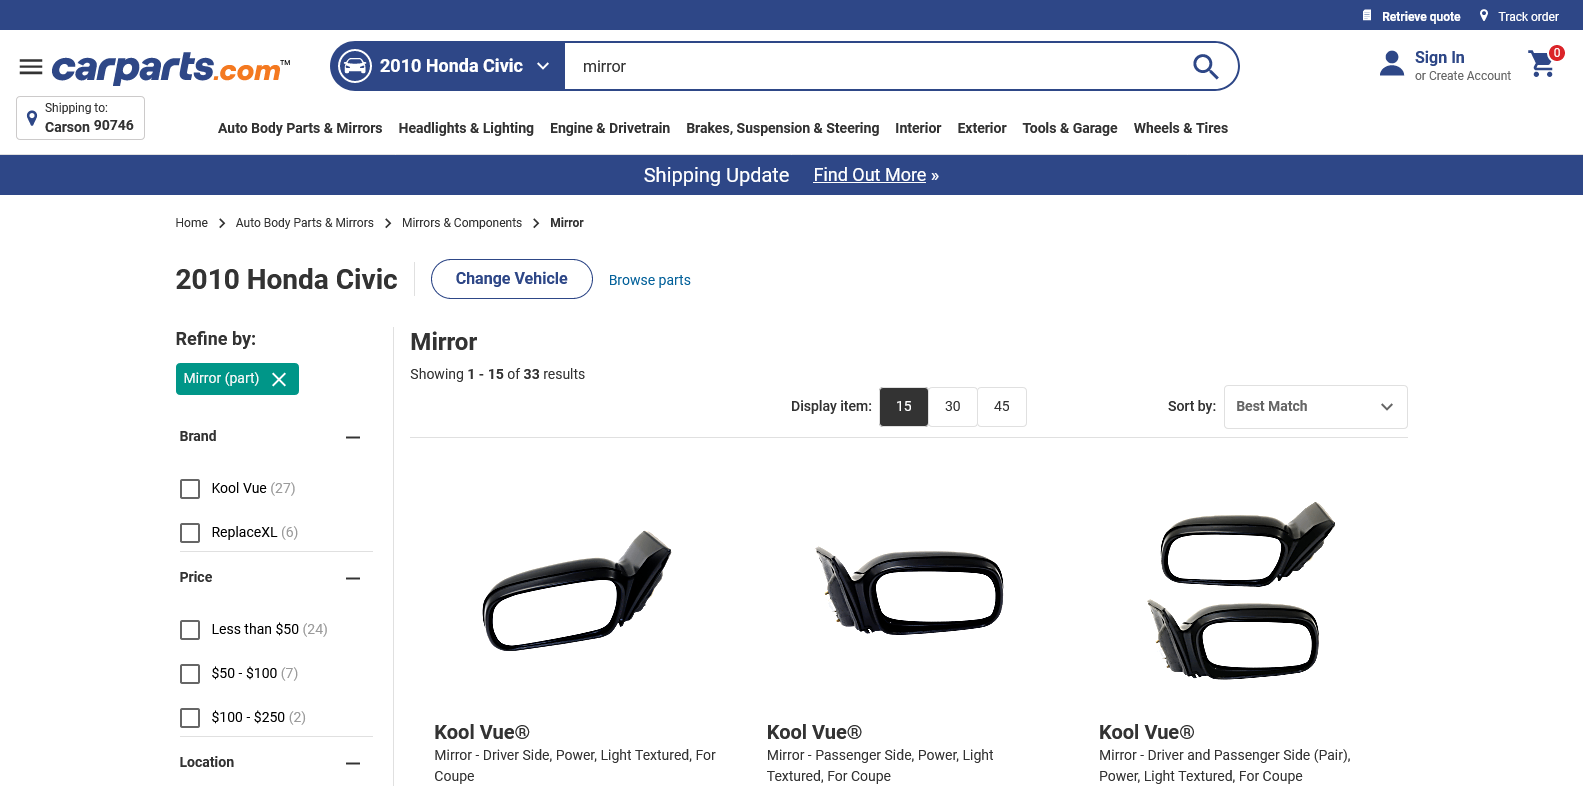 Retrieve quote Track order
carparts.com™ 2010 Honda Civic mirror Sign In 0
or Create Account
Shipping to:
Carson 90746
Auto Body Parts & Mirrors Headlights & Lighting Engine & Drivetrain Brakes, Suspension & Steering Interior Exterior Tools & Garage Wheels & Tires
Shipping Update Find Out More »
Home Auto Body Parts & Mirrors Mirrors & Components Mirror
2010 Honda Civic Change Vehicle Browse parts
Refine by:
Mirror (part)
Brand
Kool Vue (27)
ReplaceXL (6)
Price
Less than $50 (24)
$50 - $100 (7)
$100 - $250 (2)
Location
Mirror
Showing 1 - 15 of 33 results
Display item: 15 30 45 Sort by: Best Match
Kool Vue®
Mirror - Driver Side, Power, Light Textured, For
Coupe
Kool Vue®
Mirror - Passenger Side, Power, Light
Textured, For Coupe
Kool Vue®
Mirror - Driver and Passenger Side (Pair),
Power, Light Textured, For Coupe